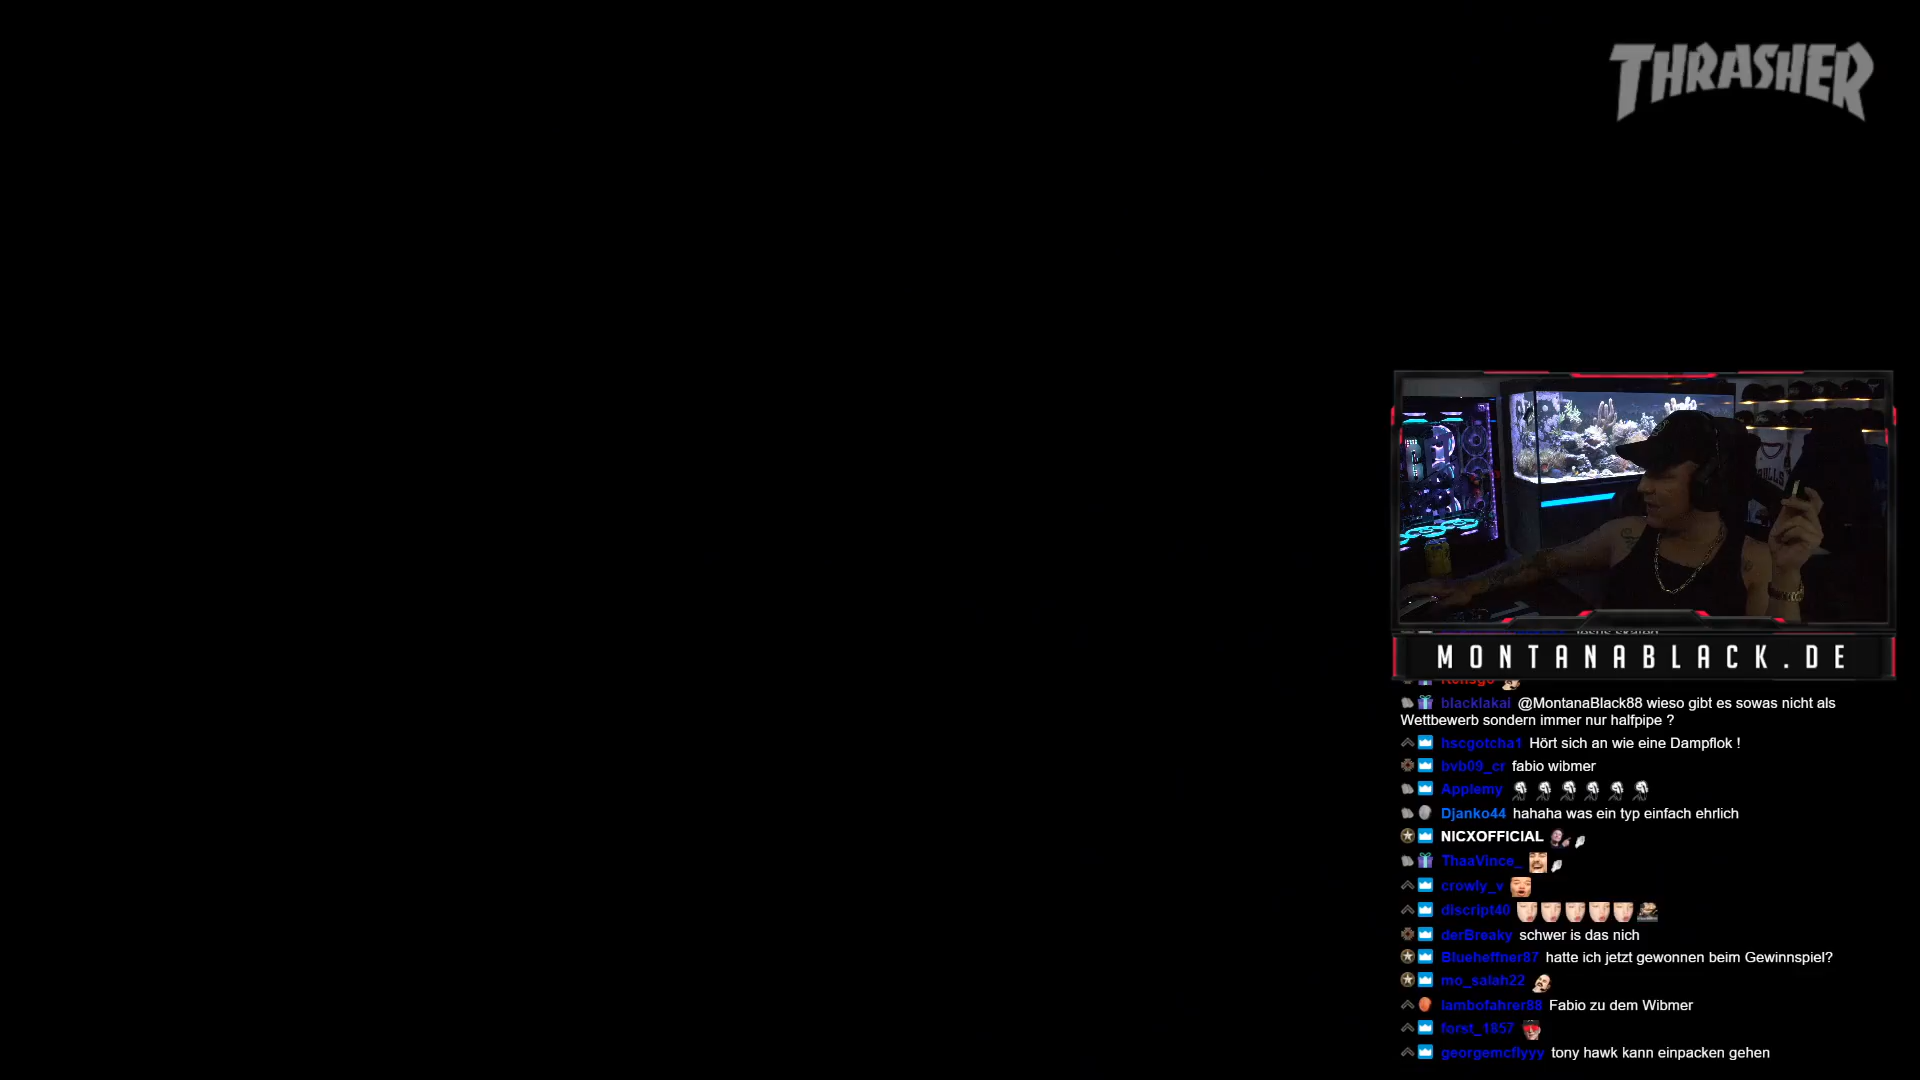 THRASHER
BULLS
MONTANABLACK.DE
blacklakai @MontanaBlack88 wieso gibt es sowas nicht als
Wettbewerb sondern immer nur halfpipe ?
hscgotcha1 Hört sich an wie eine Dampflok !
bvb09_cr fabio wibmer
Applemy
Djanko44 hahaha was ein typ einfach ehrlich
NICXOFFICIAL
ThaaVince_
crowly_v
discript40
derBreaky schwer is das nich
Blueheffner87 hatte ich jetzt gewonnen beim Gewinnspiel?
mo_salah22
lambofahrer88 Fabio zu dem Wibmer
forst_1857
georgemcflyyy tony hawk kann einpacken gehen